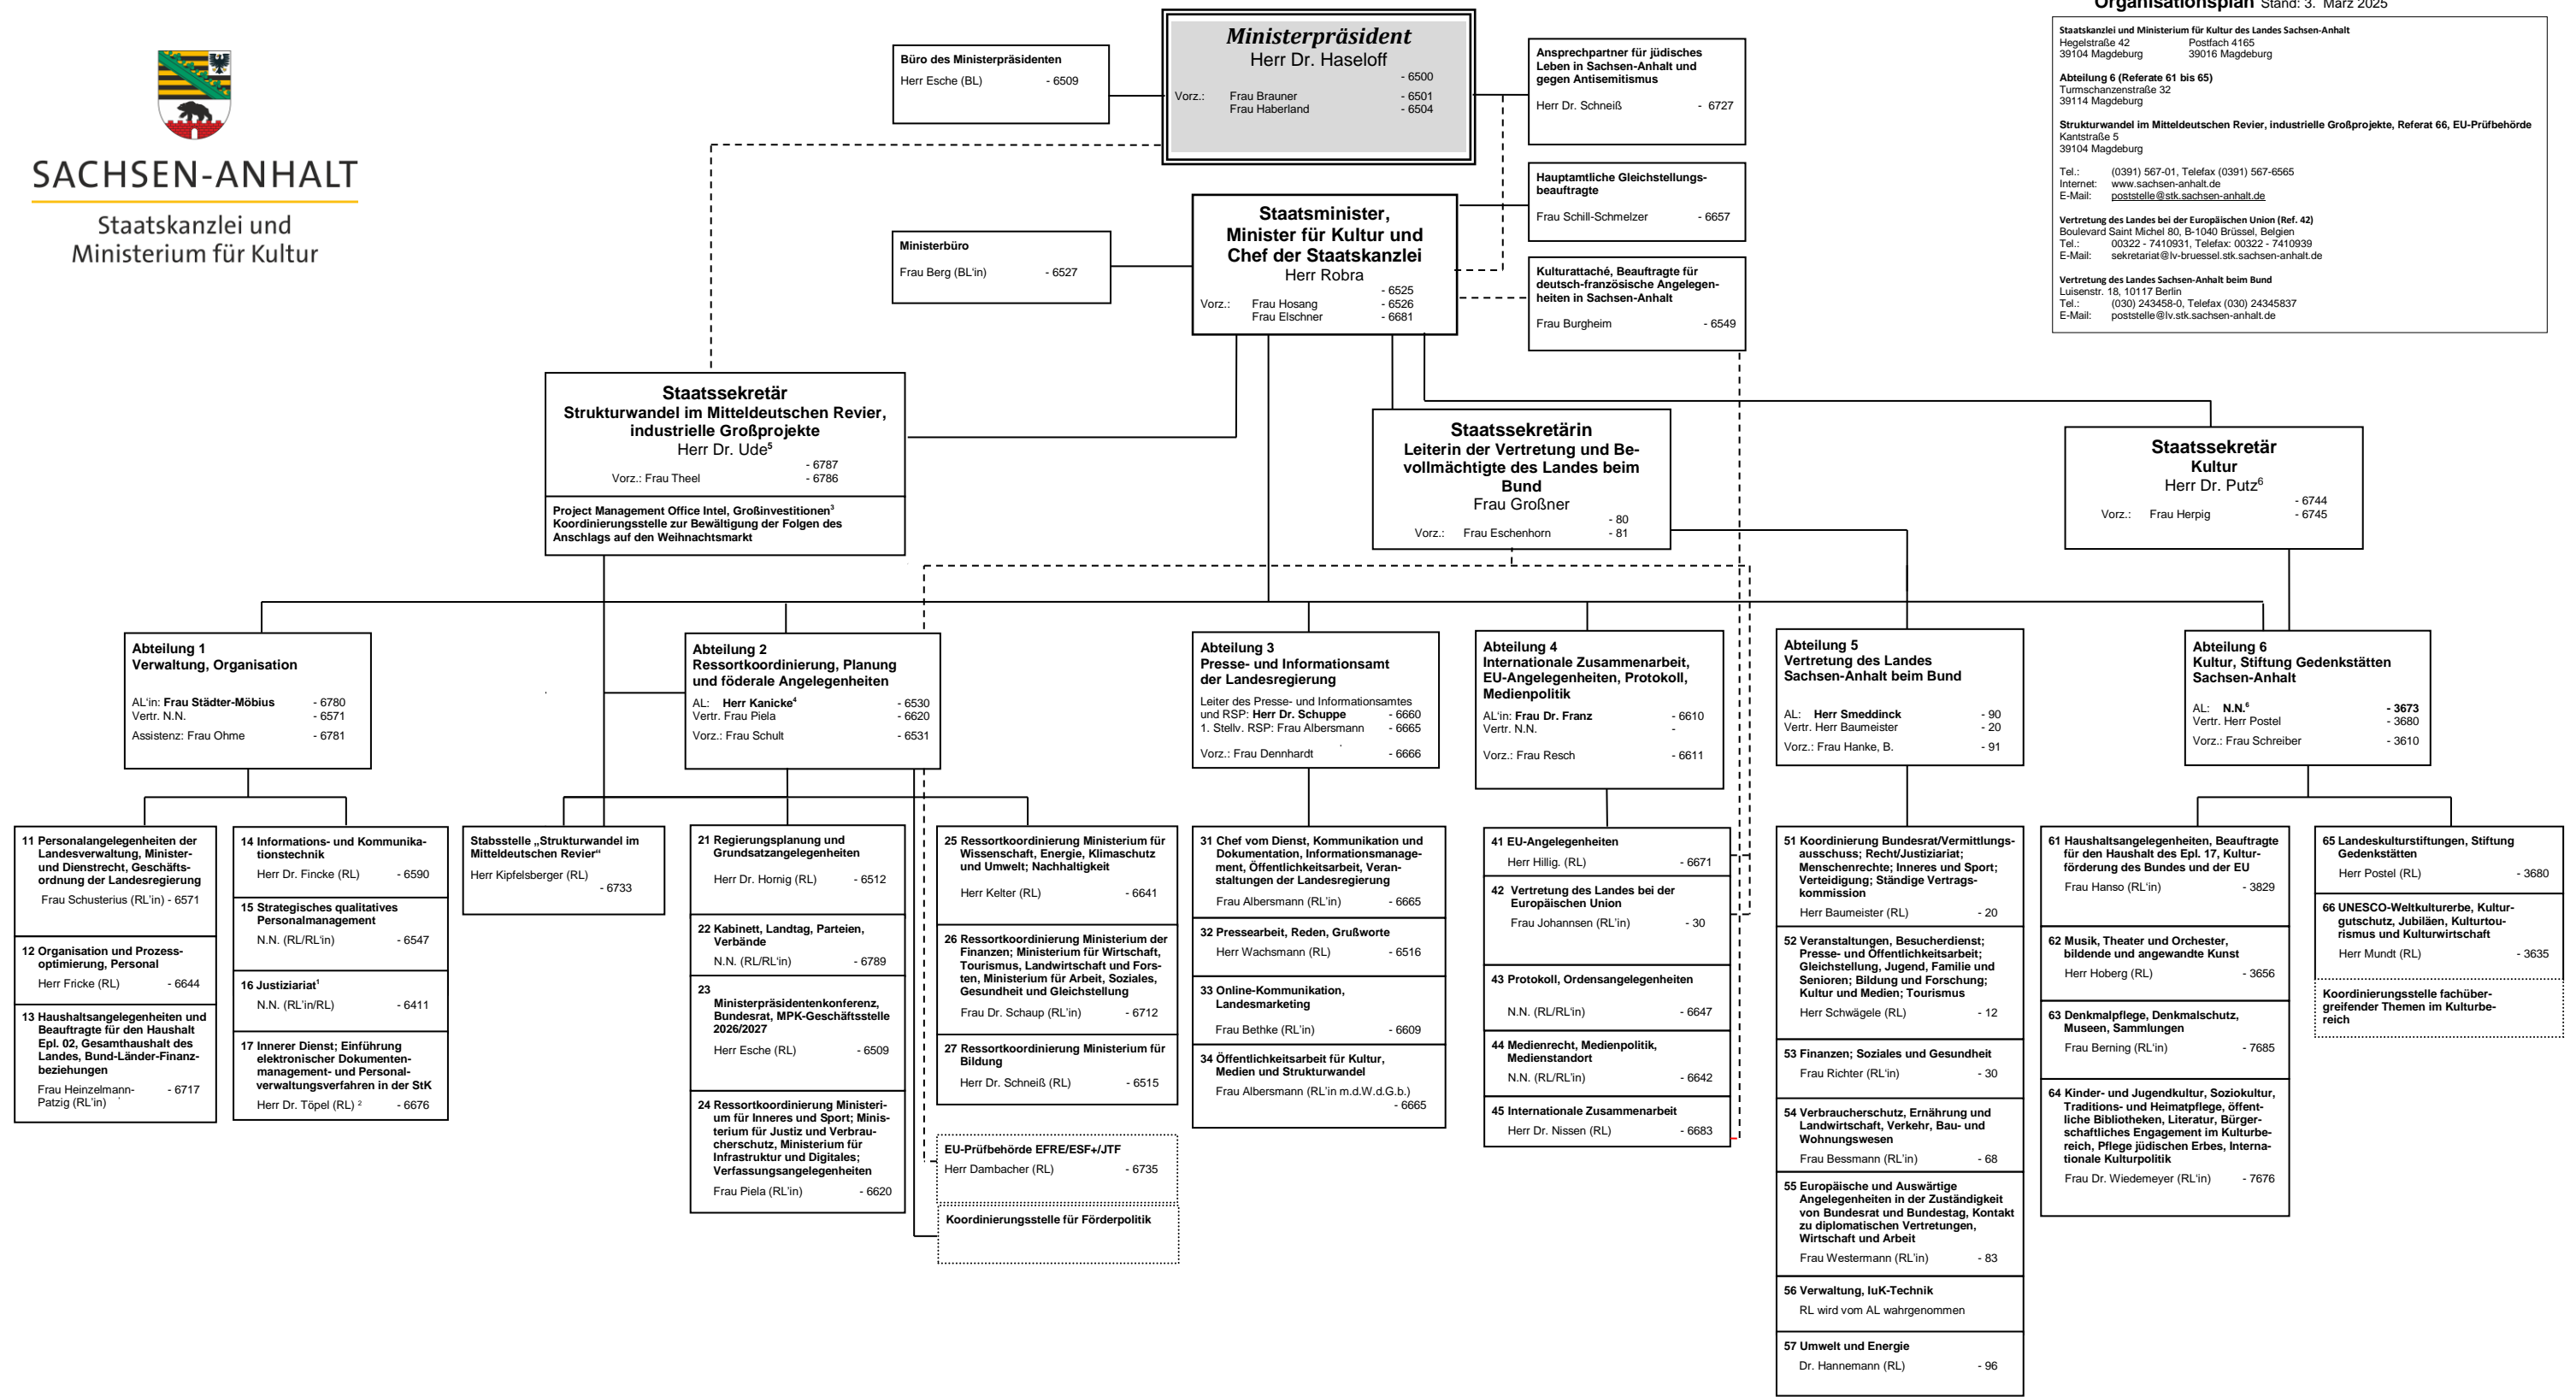 Organisationsplan Stand: 3. März 2025
Staatskanzlei und Ministerium für Kultur des Landes Sachsen-Anhalt
Hegelstraße 42 Postfach 4165
39104 Magdeburg 39016 Magdeburg
Abteilung 6 (Referate 61 bis 65)
Turmschanzenstraße 32
39114 Magdeburg
Strukturwandel im Mitteldeutschen Revier, industrielle Großprojekte, Referat 66, EU-Prüfbehörde
Kantstraße 5
39104 Magdeburg
Tel.: (0391) 567-01, Telefax (0391) 567-6565
Internet: www.sachsen-anhalt.de
E-Mail: poststelle@stk.sachsen-anhalt.de
Vertretung des Landes bei der Europäischen Union (Ref. 42)
Boulevard Saint Michel 80, B-1040 Brüssel, Belgien
Tel.: 00322 - 7410931, Telefax: 00322 - 7410939
E-Mail: sekretariat@lv-bruessel.stk.sachsen-anhalt.de
Vertretung des Landes Sachsen-Anhalt beim Bund
Luisenstr. 18, 10117 Berlin
Tel.: (030) 243458-0, Telefax (030) 24345837
E-Mail: poststelle@lv.stk.sachsen-anhalt.de
SACHSEN-ANHALT
Staatskanzlei und
Ministerium für Kultur
Büro des Ministerpräsidenten
Herr Esche (BL) - 6509
Ministerpräsident
Herr Dr. Haseloff
- 6500
Vorz.: Frau Brauner - 6501
Frau Haberland - 6504
Ansprechpartner für jüdisches
Leben in Sachsen-Anhalt und
gegen Antisemitismus
Herr Dr. Schneiß - 6727
Hauptamtliche Gleichstellungs-
beauftragte
Frau Schill-Schmelzer - 6657
Ministerbüro
Frau Berg (BL'in) - 6527
Staatsminister,
Minister für Kultur und
Chef der Staatskanzlei
Herr Robra
- 6525
Vorz.: Frau Hosang - 6526
Frau Elschner - 6681
Kulturattaché, Beauftragte für
deutsch-französische Angelegen-
heiten in Sachsen-Anhalt
Frau Burgheim - 6549
Staatssekretär
Strukturwandel im Mitteldeutschen Revier,
industrielle Großprojekte
Herr Dr. Ude⁵
- 6787
Vorz.: Frau Theel - 6786
Project Management Office Intel, Großinvestitionen³
Koordinierungsstelle zur Bewältigung der Folgen des
Anschlags auf den Weihnachtsmarkt
Staatssekretärin
Leiterin der Vertretung und Be-
vollmächtigte des Landes beim
Bund
Frau Großner
- 80
Vorz.: Frau Eschenhorn - 81
Staatssekretär
Kultur
Herr Dr. Putz⁶
- 6744
Vorz.: Frau Herpig - 6745
Abteilung 1
Verwaltung, Organisation
AL'in: Frau Städter-Möbius - 6780
Vertr. N.N. - 6571
Assistenz: Frau Ohme - 6781
Abteilung 2
Ressortkoordinierung, Planung
und föderale Angelegenheiten
AL: Herr Kanicke⁴ - 6530
Vertr. Frau Piela - 6620
Vorz.: Frau Schult - 6531
Abteilung 3
Presse- und Informationsamt
der Landesregierung
Leiter des Presse- und Informationsamtes
und RSP: Herr Dr. Schuppe - 6660
1. Stellv. RSP: Frau Albersmann - 6665
Vorz.: Frau Dennhardt - 6666
Abteilung 4
Internationale Zusammenarbeit,
EU-Angelegenheiten, Protokoll,
Medienpolitik
AL'in: Frau Dr. Franz - 6610
Vertr. N.N. -
Vorz.: Frau Resch - 6611
Abteilung 5
Vertretung des Landes
Sachsen-Anhalt beim Bund
AL: Herr Smeddinck - 90
Vertr. Herr Baumeister - 20
Vorz.: Frau Hanke, B. - 91
Abteilung 6
Kultur, Stiftung Gedenkstätten
Sachsen-Anhalt
AL: N.N.⁶ - 3673
Vertr. Herr Postel - 3680
Vorz.: Frau Schreiber - 3610
11 Personalangelegenheiten der
Landesverwaltung, Minister-
und Dienstrecht, Geschäfts-
ordnung der Landesregierung
Frau Schusterius (RL'in) - 6571
12 Organisation und Prozess-
optimierung, Personal
Herr Fricke (RL) - 6644
13 Haushaltsangelegenheiten und
Beauftragte für den Haushalt
Epl. 02, Gesamthaushalt des
Landes, Bund-Länder-Finanz-
beziehungen
Frau Heinzelmann- - 6717
Patzig (RL'in)
14 Informations- und Kommunika-
tionstechnik
Herr Dr. Fincke (RL) - 6590
15 Strategisches qualitatives
Personalmanagement
N.N. (RL/RL'in) - 6547
16 Justiziariat¹
N.N. (RL'in/RL) - 6411
17 Innerer Dienst; Einführung
elektronischer Dokumenten-
management- und Personal-
verwaltungsverfahren in der StK
Herr Dr. Töpel (RL) ² - 6676
Stabsstelle „Strukturwandel im
Mitteldeutschen Revier“
Herr Kipfelsberger (RL)
- 6733
21 Regierungsplanung und
Grundsatzangelegenheiten
Herr Dr. Hornig (RL) - 6512
22 Kabinett, Landtag, Parteien,
Verbände
N.N. (RL/RL'in) - 6789
23
Ministerpräsidentenkonferenz,
Bundesrat, MPK-Geschäftsstelle
2026/2027
Herr Esche (RL) - 6509
24 Ressortkoordinierung Ministeri-
um für Inneres und Sport; Minis-
terium für Justiz und Verbrau-
cherschutz, Ministerium für
Infrastruktur und Digitales;
Verfassungsangelegenheiten
Frau Piela (RL'in) - 6620
25 Ressortkoordinierung Ministerium für
Wissenschaft, Energie, Klimaschutz
und Umwelt; Nachhaltigkeit
Herr Kelter (RL) - 6641
26 Ressortkoordinierung Ministerium der
Finanzen; Ministerium für Wirtschaft,
Tourismus, Landwirtschaft und Fors-
ten, Ministerium für Arbeit, Soziales,
Gesundheit und Gleichstellung
Frau Dr. Schaup (RL'in) - 6712
27 Ressortkoordinierung Ministerium für
Bildung
Herr Dr. Schneiß (RL) - 6515
EU-Prüfbehörde EFRE/ESF+/JTF
Herr Dambacher (RL) - 6735
Koordinierungsstelle für Förderpolitik
31 Chef vom Dienst, Kommunikation und
Dokumentation, Informationsmanage-
ment, Öffentlichkeitsarbeit, Veran-
staltungen der Landesregierung
Frau Albersmann (RL'in) - 6665
32 Pressearbeit, Reden, Grußworte
Herr Wachsmann (RL) - 6516
33 Online-Kommunikation,
Landesmarketing
Frau Bethke (RL'in) - 6609
34 Öffentlichkeitsarbeit für Kultur,
Medien und Strukturwandel
Frau Albersmann (RL'in m.d.W.d.G.b.)
- 6665
41 EU-Angelegenheiten
Herr Hillig. (RL) - 6671
42 Vertretung des Landes bei der
Europäischen Union
Frau Johannsen (RL'in) - 30
43 Protokoll, Ordensangelegenheiten
N.N. (RL/RL'in) - 6647
44 Medienrecht, Medienpolitik,
Medienstandort
N.N. (RL/RL'in) - 6642
45 Internationale Zusammenarbeit
Herr Dr. Nissen (RL) - 6683
51 Koordinierung Bundesrat/Vermittlungs-
ausschuss; Recht/Justiziariat;
Menschenrechte; Inneres und Sport;
Verteidigung; Ständige Vertrags-
kommission
Herr Baumeister (RL) - 20
52 Veranstaltungen, Besucherdienst;
Presse- und Öffentlichkeitsarbeit;
Gleichstellung, Jugend, Familie und
Senioren; Bildung und Forschung;
Kultur und Medien; Tourismus
Herr Schwägele (RL) - 12
53 Finanzen; Soziales und Gesundheit
Frau Richter (RL'in) - 30
54 Verbraucherschutz, Ernährung und
Landwirtschaft, Verkehr, Bau- und
Wohnungswesen
Frau Bessmann (RL'in) - 68
55 Europäische und Auswärtige
Angelegenheiten in der Zuständigkeit
von Bundesrat und Bundestag, Kontakt
zu diplomatischen Vertretungen,
Wirtschaft und Arbeit
Frau Westermann (RL'in) - 83
56 Verwaltung, IuK-Technik
RL wird vom AL wahrgenommen
57 Umwelt und Energie
Dr. Hannemann (RL) - 96
61 Haushaltsangelegenheiten, Beauftragte
für den Haushalt des Epl. 17, Kultur-
förderung des Bundes und der EU
Frau Hanso (RL'in) - 3829
62 Musik, Theater und Orchester,
bildende und angewandte Kunst
Herr Hoberg (RL) - 3656
63 Denkmalpflege, Denkmalschutz,
Museen, Sammlungen
Frau Berning (RL'in) - 7685
64 Kinder- und Jugendkultur, Soziokultur,
Traditions- und Heimatpflege, öffent-
liche Bibliotheken, Literatur, Bürger-
schaftliches Engagement im Kulturbe-
reich, Pflege jüdischen Erbes, Interna-
tionale Kulturpolitik
Frau Dr. Wiedemeyer (RL'in) - 7676
65 Landeskulturstiftungen, Stiftung
Gedenkstätten
Herr Postel (RL) - 3680
66 UNESCO-Weltkulturerbe, Kultur-
gutschutz, Jubiläen, Kulturtou-
rismus und Kulturwirtschaft
Herr Mundt (RL) - 3635
Koordinierungsstelle fachüber-
greifender Themen im Kulturbe-
reich